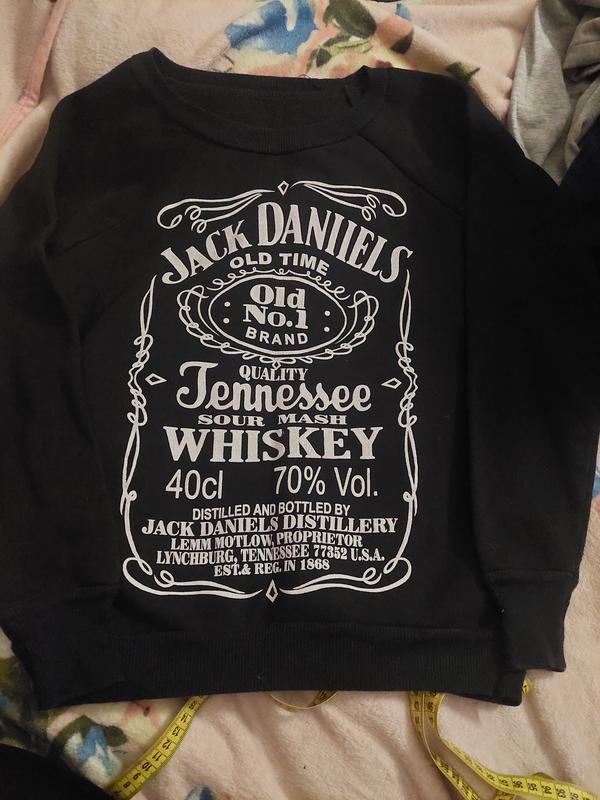 JACK DANIIELS
OLD TIME
Old
No.1
BRAND
QUALITY
Tennessee
SOUR MASH
WHISKEY
40cl 70% Vol.
DISTILLED AND BOTTLED BY
JACK DANIELS DISTILLERY
LEMM MOTLOW, PROPRIETOR
LYNCHBURG, TENNESSEE 77352 U.S.A.
EST.& REG. IN 1868